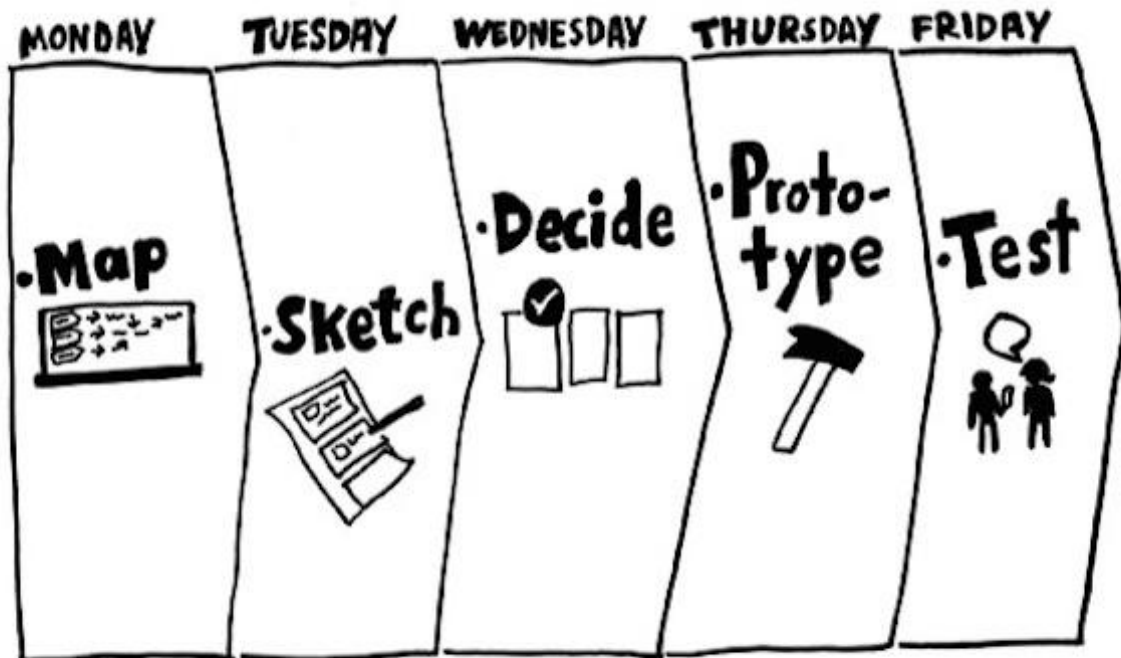 MONDAY
TUESDAY
WEDNESDAY
THURSDAY
FRIDAY
·Map
·Sketch
·Decide
·Proto-
type
·Test